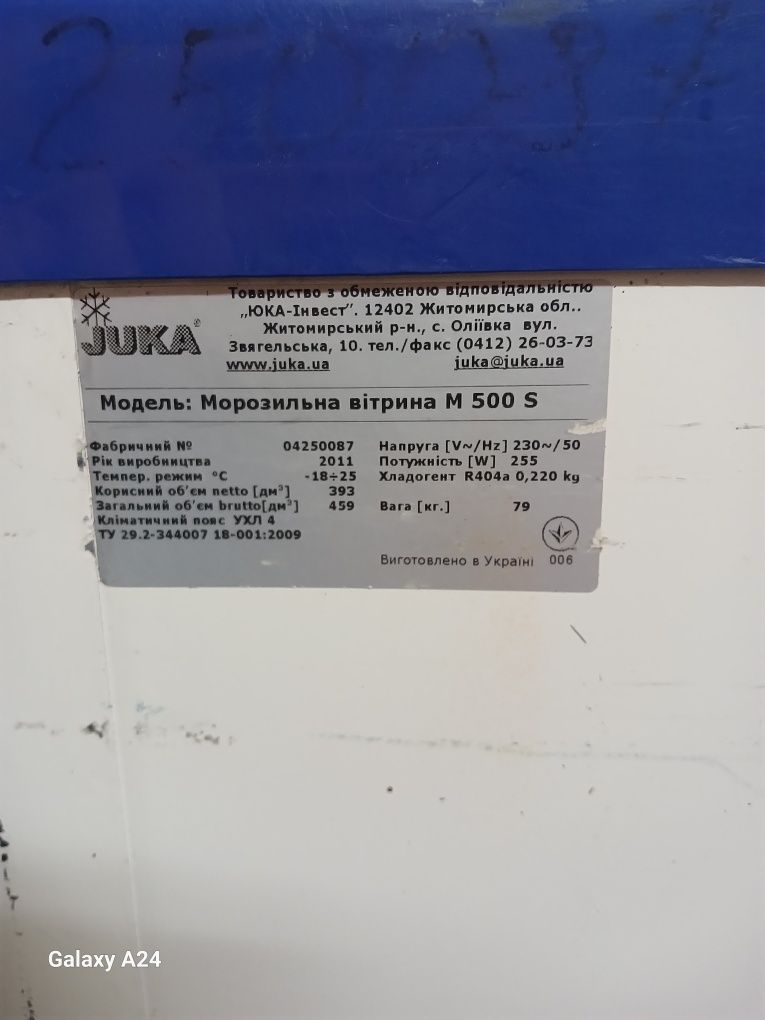 Товариство з обмеженою відповідальністю
„ЮКА-Інвест". 12402 Житомирська обл..
Житомирський р-н., с. Оліївка вул.
Звягельська, 10. тел./факс (0412) 26-03-73
www.juka.ua juka@juka.ua
JUKA®
Модель: Морозильна вітрина М 500 S
Фабричний № 04250087
Рік виробництва 2011
Темпер. режим °С -18÷25
Корисний об'єм netto [дм³] 393
Загальний об'єм brutto[дм³] 459
Кліматичний пояс УХЛ 4
ТУ 29.2-344007 18-001:2009
Напруга [V~/Hz] 230~/50
Потужність [W] 255
Хладогент R404a 0,220 kg
Вага [кг.] 79
Виготовлено в Україні 006
Galaxy A24